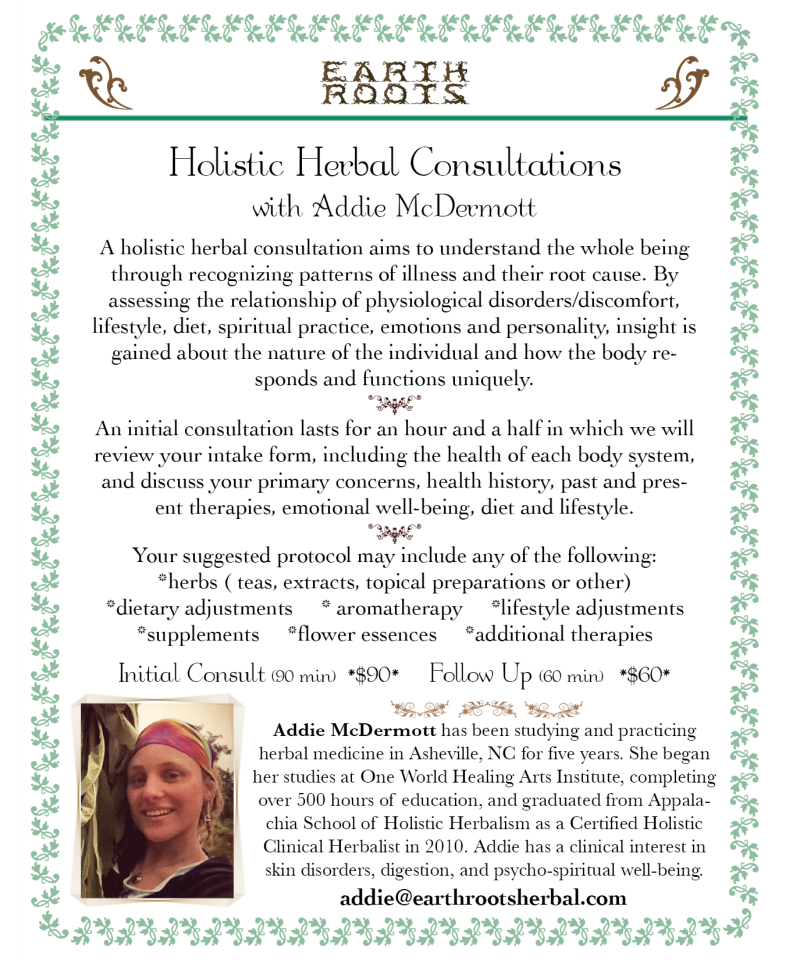 EARTH
ROOTS
Holistic Herbal Consultations
with Addie McDermott
A holistic herbal consultation aims to understand the whole being
through recognizing patterns of illness and their root cause. By
assessing the relationship of physiological disorders/discomfort,
lifestyle, diet, spiritual practice, emotions and personality, insight is
gained about the nature of the individual and how the body re-
sponds and functions uniquely.
An initial consultation lasts for an hour and a half in which we will
review your intake form, including the health of each body system,
and discuss your primary concerns, health history, past and pres-
ent therapies, emotional well-being, diet and lifestyle.
Your suggested protocol may include any of the following:
*herbs ( teas, extracts, topical preparations or other)
*dietary adjustments * aromatherapy *lifestyle adjustments
*supplements *flower essences *additional therapies
Initial Consult (90 min) *$90* Follow Up (60 min) *$60*
Addie McDermott has been studying and practicing
herbal medicine in Asheville, NC for five years. She began
her studies at One World Healing Arts Institute, completing
over 500 hours of education, and graduated from Appala-
chia School of Holistic Herbalism as a Certified Holistic
Clinical Herbalist in 2010. Addie has a clinical interest in
skin disorders, digestion, and psycho-spiritual well-being.
addie@earthrootsherbal.com